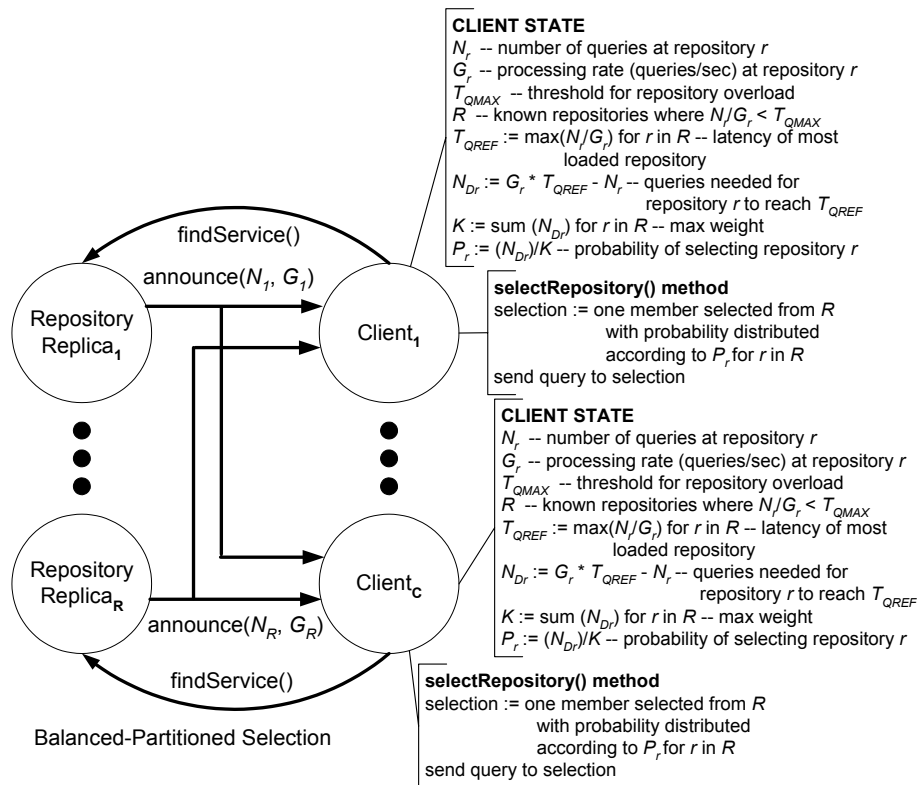 CLIENT STATE
N_r -- number of queries at repository r
G_r -- processing rate (queries/sec) at repository r
T_QMAX -- threshold for repository overload
R -- known repositories where N_r/G_r < T_QMAX
T_QREF := max(N_r/G_r) for r in R -- latency of most
loaded repository
N_Dr := G_r * T_QREF - N_r -- queries needed for
repository r to reach T_QREF
K := sum (N_Dr) for r in R -- max weight
P_r := (N_Dr)/K -- probability of selecting repository r
findService()
announce(N_1, G_1)
Repository
Replica_1
Client_1
selectRepository() method
selection := one member selected from R
with probability distributed
according to P_r for r in R
send query to selection
CLIENT STATE
N_r -- number of queries at repository r
G_r -- processing rate (queries/sec) at repository r
T_QMAX -- threshold for repository overload
R -- known repositories where N_r/G_r < T_QMAX
T_QREF := max(N_r/G_r) for r in R -- latency of most
loaded repository
N_Dr := G_r * T_QREF - N_r -- queries needed for
repository r to reach T_QREF
K := sum (N_Dr) for r in R -- max weight
P_r := (N_Dr)/K -- probability of selecting repository r
Repository
Replica_R
Client_C
announce(N_R, G_R)
findService()
selectRepository() method
selection := one member selected from R
with probability distributed
according to P_r for r in R
send query to selection
Balanced-Partitioned Selection